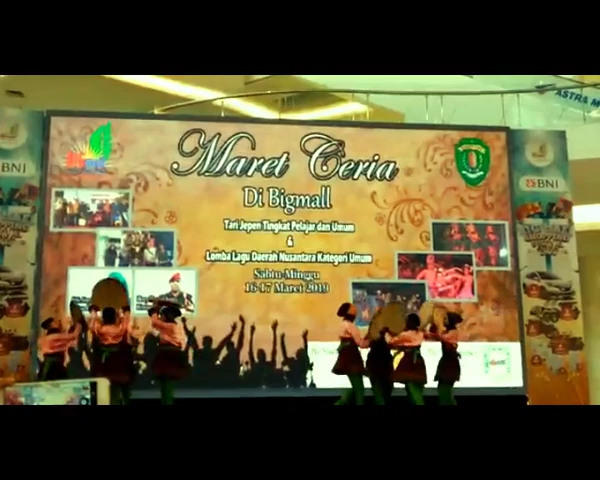 ASTRA M
BNI
BNI
Maret Ceria
Di Bigmall
Tari Jepen Tingkat Pelajar dan Umum
&
Lomba Lagu Daerah Nusantara Kategori Umum
Sabtu-Minggu
16-17 Maret 2019